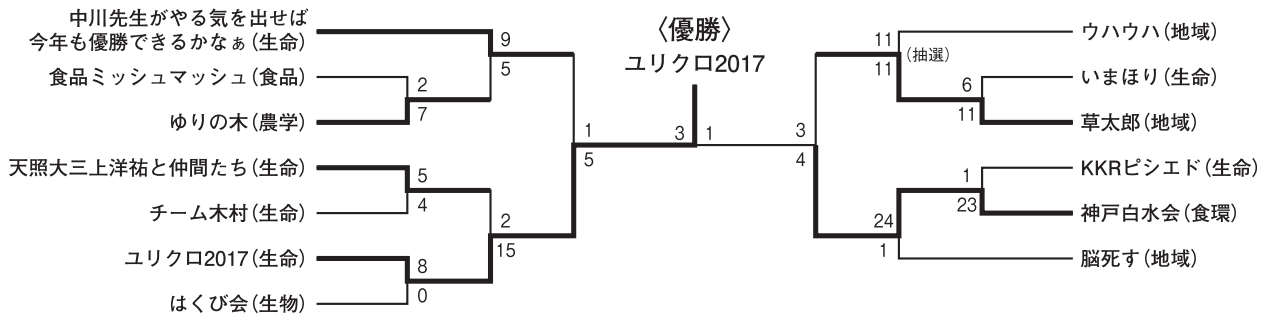 中川先生がやる気を出せば
今年も優勝できるかなぁ(生命)
食品ミッシュマッシュ(食品)
ゆりの木(農学)
天照大三上洋祐と仲間たち(生命)
チーム木村(生命)
ユリクロ2017(生命)
はくび会(生物)
9
5
2
7
5
4
8
0
2
15
1
5
〈優勝〉
ユリクロ2017
3
1
3
4
11
11
(抽選)
6
11
1
23
24
1
ウハウハ(地域)
いまほり(生命)
草太郎(地域)
KKRピシエド(生命)
神戸白水会(食環)
脳死す(地域)